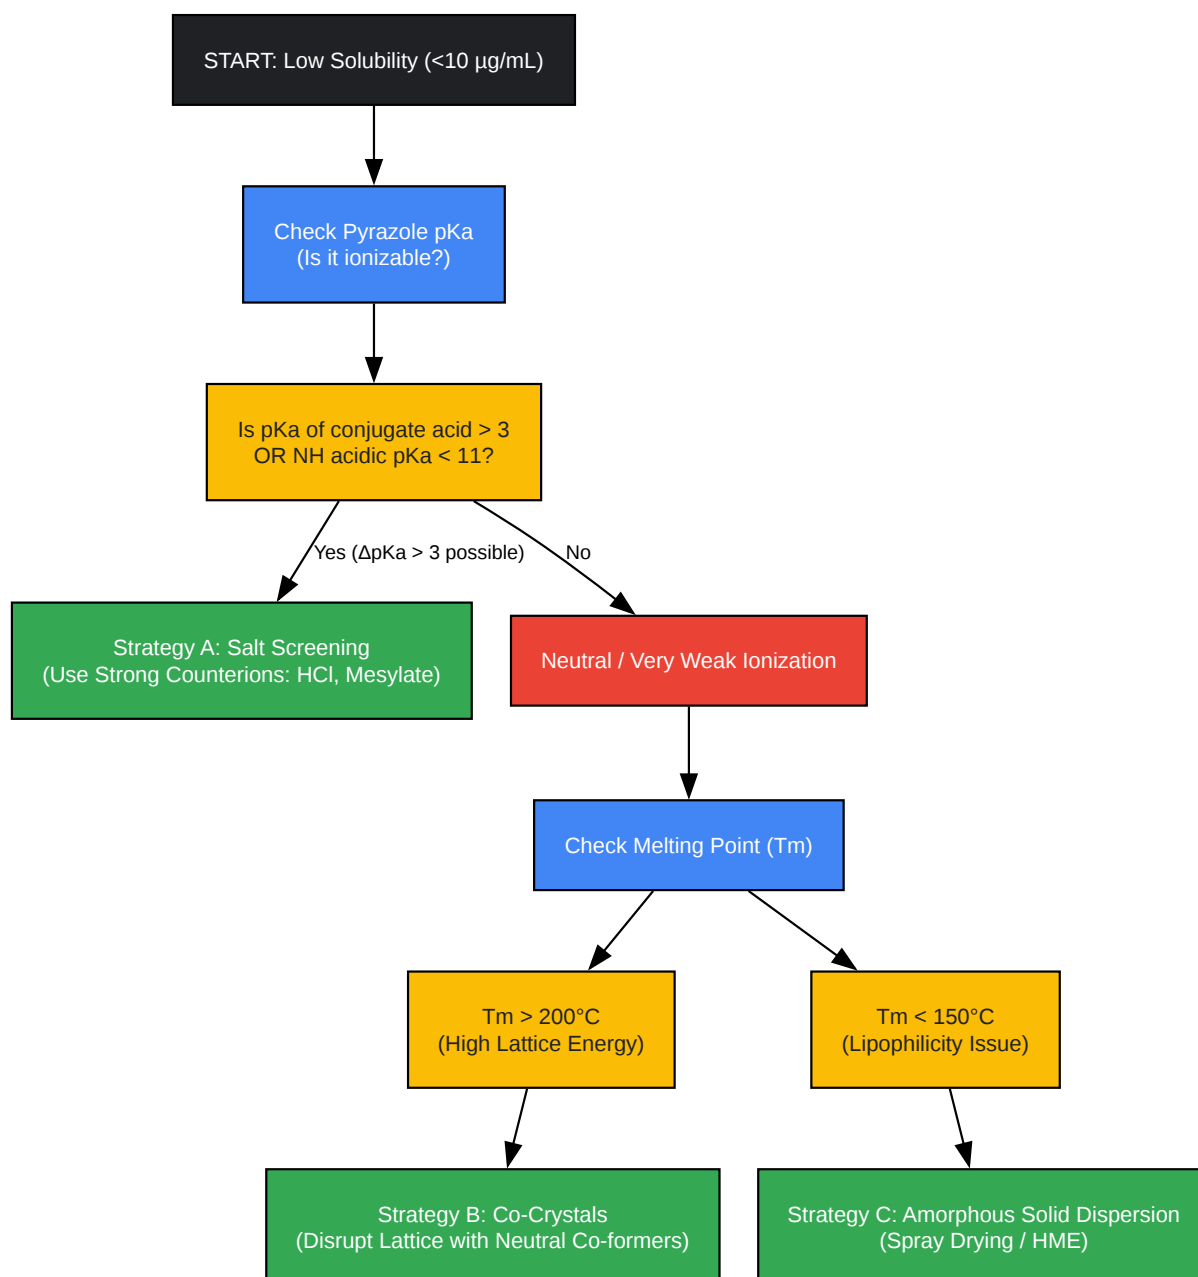 START: Low Solubility (<10 µg/mL)
Check Pyrazole pKa
(Is it ionizable?)
Is pKa of conjugate acid > 3
OR NH acidic pKa < 11?
Yes (ΔpKa > 3 possible)
No
Strategy A: Salt Screening
(Use Strong Counterions: HCl, Mesylate)
Neutral / Very Weak Ionization
Check Melting Point (Tm)
Tm > 200°C
(High Lattice Energy)
Tm < 150°C
(Lipophilicity Issue)
Strategy B: Co-Crystals
(Disrupt Lattice with Neutral Co-formers)
Strategy C: Amorphous Solid Dispersion
(Spray Drying / HME)